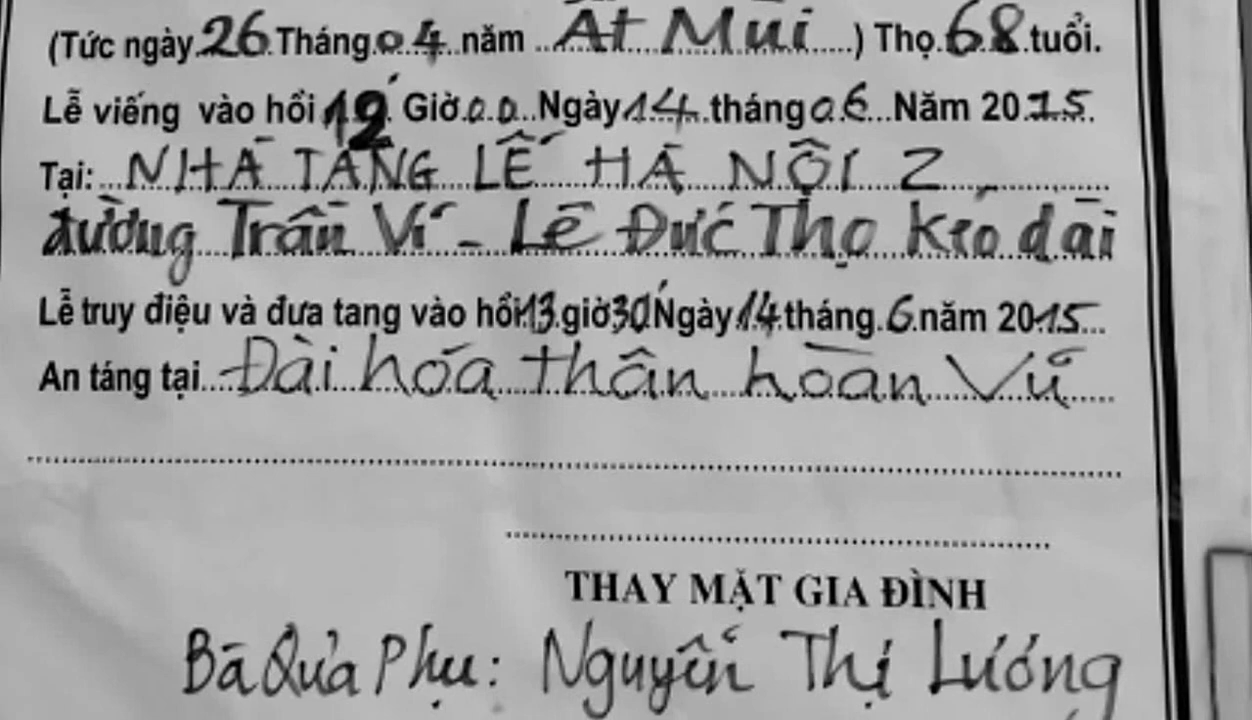 (Tức ngày 26 Tháng 04 năm Ất Mùi) Thọ 68 tuổi.
Lễ viếng vào hồi 12 Giờ 00 Ngày 14 tháng 06 Năm 2015.
Tại: NHÀ TANG LỄ HÀ NỘI 2
đường Trần Vĩ - Lê Đức Thọ kéo dài
Lễ truy điệu và đưa tang vào hồi 13 giờ 30 Ngày 14 tháng 6 năm 2015
An táng tại Đài hóa thân hoàn Vũ
THAY MẶT GIA ĐÌNH
Bà Quả Phụ: Nguyễn Thị Lương